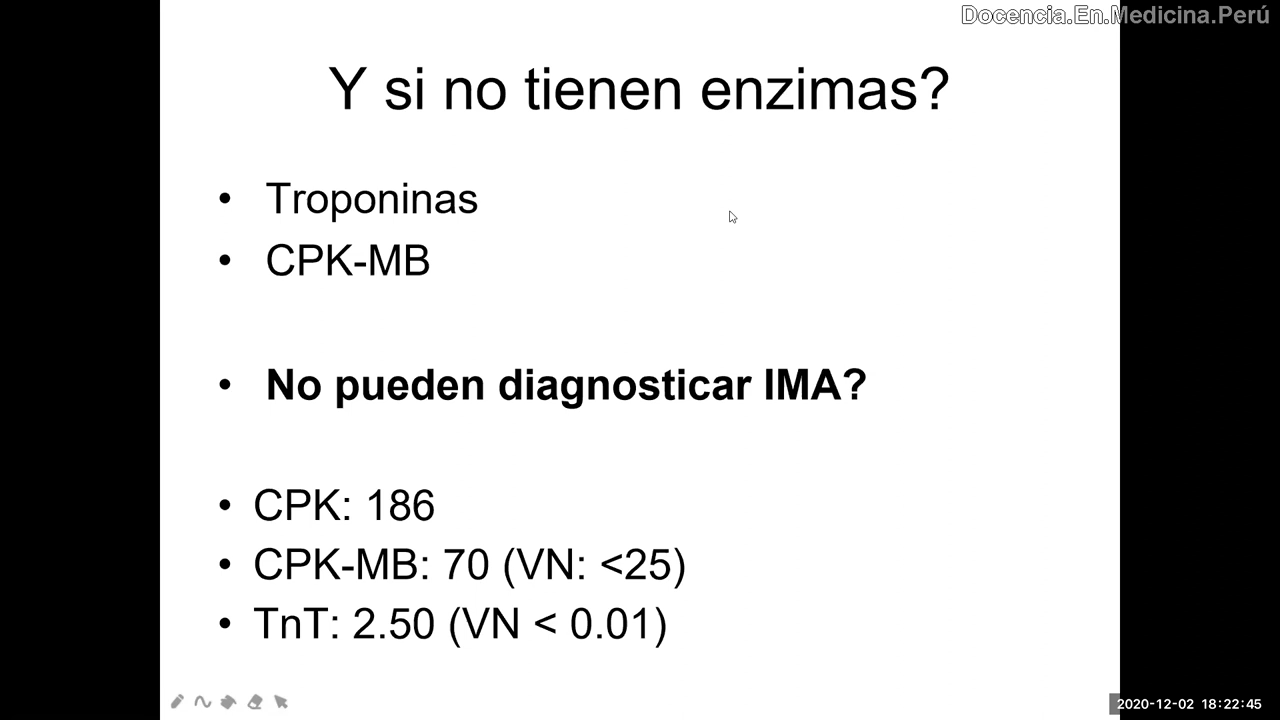 Docencia.En.Medicina.Perú
Y si no tienen enzimas?
• Troponinas
• CPK-MB
• No pueden diagnosticar IMA?
• CPK: 186
• CPK-MB: 70 (VN: <25)
• TnT: 2.50 (VN < 0.01)
2020-12-02 18:22:45